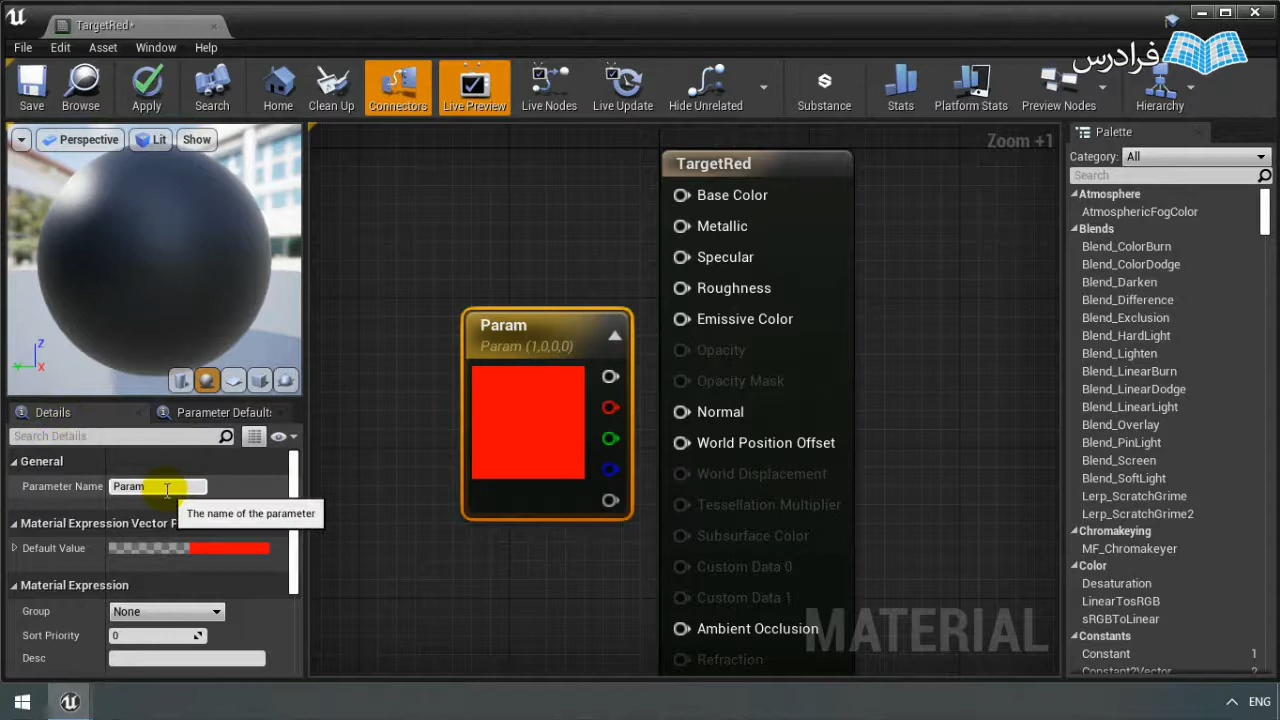 TargetRed*
فرادرس
File Edit Asset Window Help
Save Browse Apply Search Home Clean Up Connectors Live Preview Live Nodes Live Update Hide Unrelated Substance Stats Platform Stats Preview Nodes Hierarchy
Perspective Lit Show
Zoom +1
Z
Y
X
TargetRed
Base Color
Metallic
Specular
Roughness
Emissive Color
Opacity
Opacity Mask
Normal
World Position Offset
World Displacement
Tessellation Multiplier
Subsurface Color
Custom Data 0
Custom Data 1
Ambient Occlusion
Refraction
MATERIAL
Param
Param (1,0,0,0)
Details Parameter Default
Search Details
General
Parameter Name Param
The name of the parameter
Material Expression Vector P
Default Value
Material Expression
Group None
Sort Priority 0
Desc
Palette
Category: All
Search
Atmosphere
AtmosphericFogColor
Blends
Blend_ColorBurn
Blend_ColorDodge
Blend_Darken
Blend_Difference
Blend_Exclusion
Blend_HardLight
Blend_Lighten
Blend_LinearBurn
Blend_LinearDodge
Blend_LinearLight
Blend_Overlay
Blend_PinLight
Blend_Screen
Blend_SoftLight
Lerp_ScratchGrime
Lerp_ScratchGrime2
Chromakeying
MF_Chromakeyer
Color
Desaturation
LinearTosRGB
sRGBToLinear
Constants
Constant 1
Constant2Vector 2
ENG